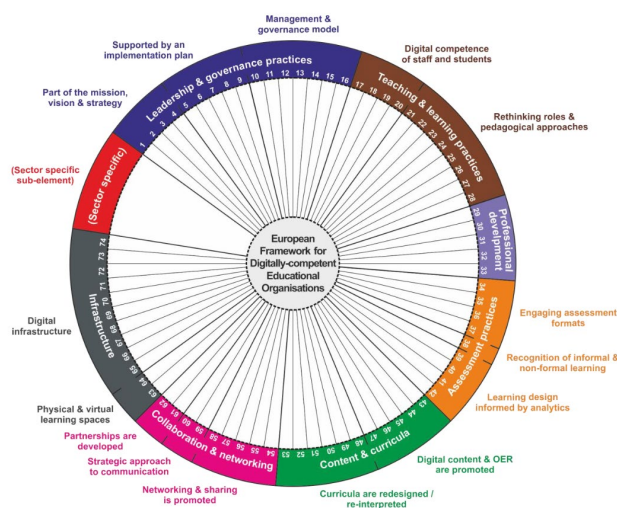 Management &
governance model
Supported by an
implementation plan
Part of the mission,
vision & strategy
(Sector specific
sub-element)
Digital
infrastructure
Physical & virtual
learning spaces
Partnerships are
developed
Strategic approach
to communication
Networking & sharing
is promoted
Curricula are redesigned /
re-interpreted
Digital content & OER
are promoted
Learning design
informed by analytics
Recognition of informal &
non-formal learning
Engaging assessment
formats
Rethinking roles &
pedagogical approaches
Digital competence
of staff and students
Leadership & governance practices
Teaching & learning practices
Professional
develpment
Assessment practices
Content & curricula
Collaboration & networking
Infrastructure
(Sector specific)
European
Framework for
Digitally-competent
Educational
Organisations
1 2 3 4 5 6 7 8 9 10 11 12 13 14 15 16
17 18 19 20 21 22 23 24 25 26 27 28
29 30 31 32 33
34 35 36 37 38 39 40 41 42
43 44 45 46 47 48 49 50 51 52 53
54 55 56 57 58 59 60 61 62
63 64 65 66 67 68 69 70 71 72 73 74